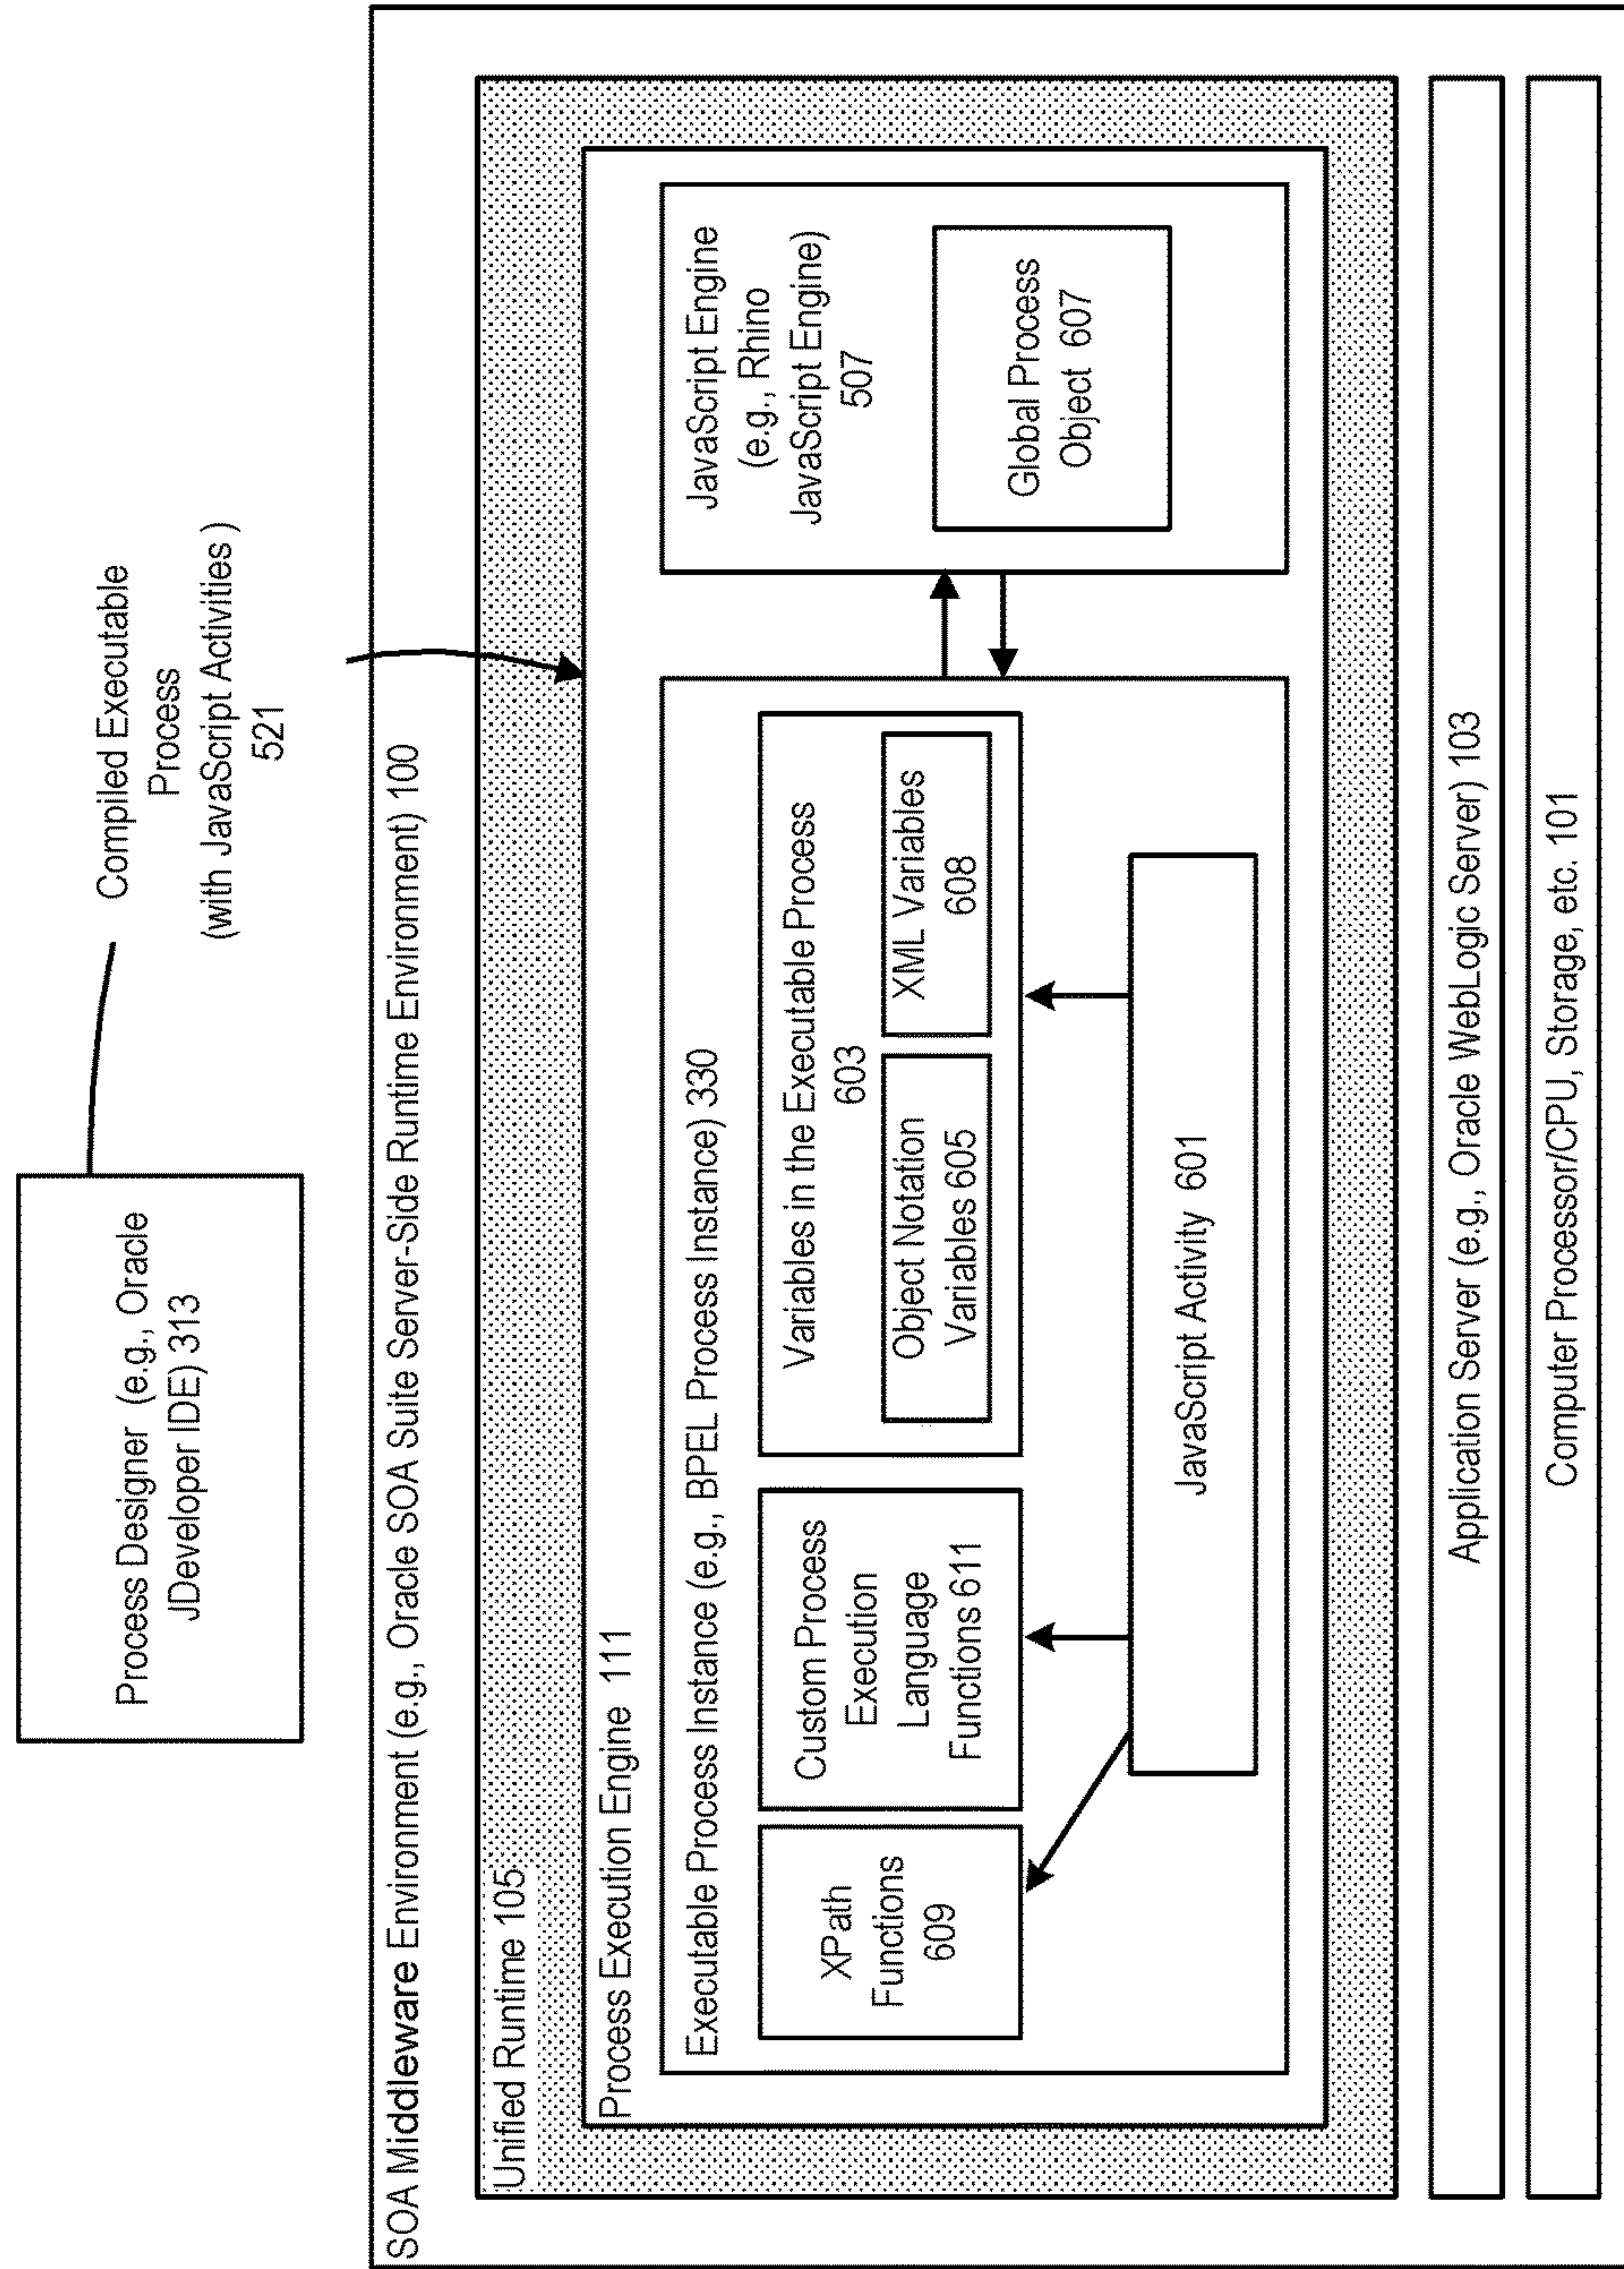 Process Designer (e.g., Oracle
JDeveloper IDE) 313
Compiled Executable
Process
(with JavaScript Activities )
521
SOA Middleware Environment (e.g., Oracle SOA Suite Server-Side Runtime Environment) 100
Unified Runtime 105
Process Execution Engine 111
Executable Process Instance (e.g., BPEL Process Instance) 330
XPath
Functions
609
Custom Process
Execution
Language
Functions 611
Variables in the Executable Process
603
Object Notation
Variables 605
XML Variables
608
JavaScript Activity 601
JavaScript Engine
(e.g., Rhino
JavaScript Engine)
507
Global Process
Object 607
Application Server (e.g., Oracle WebLogic Server) 103
Computer Processor/CPU, Storage, etc. 101